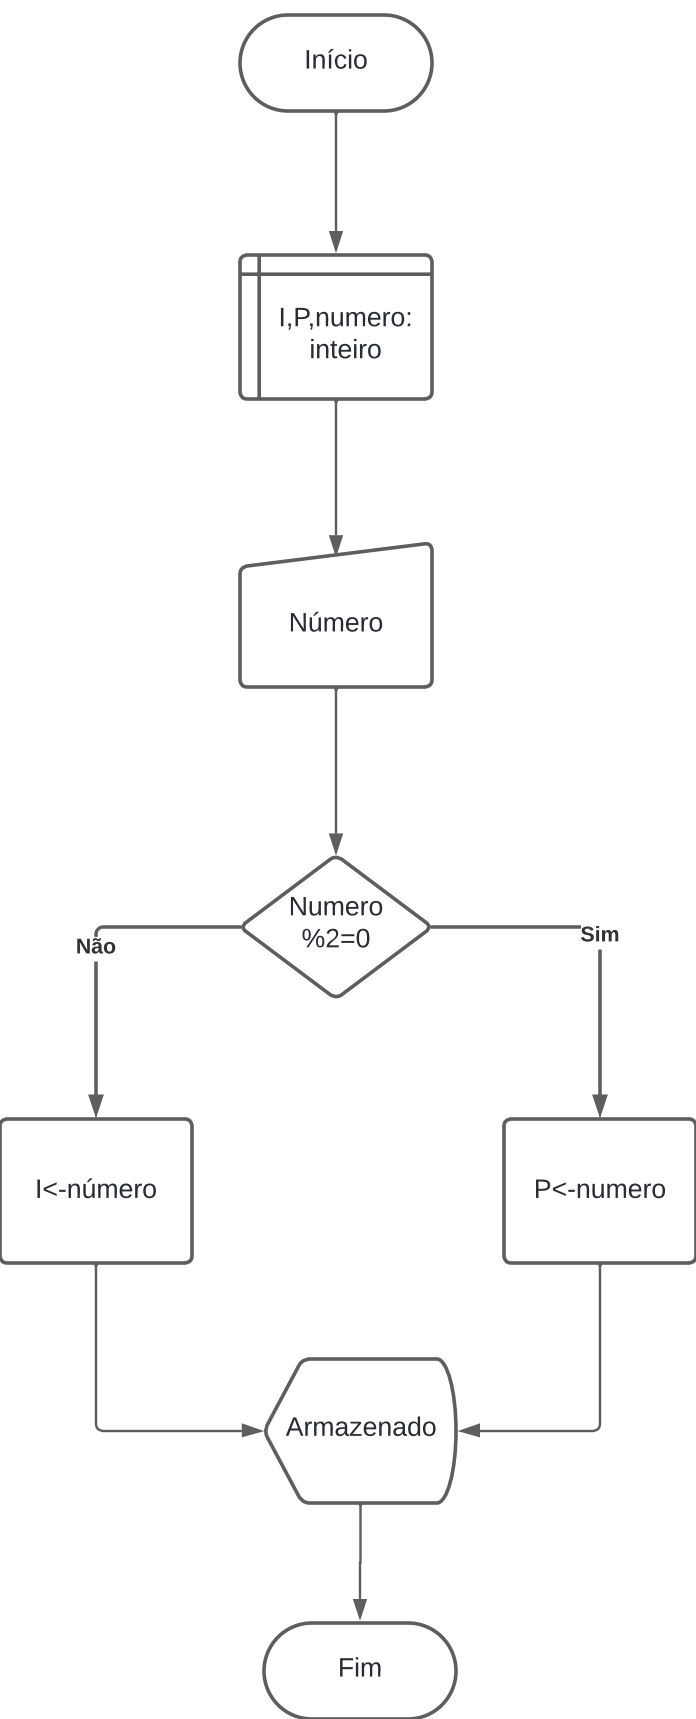 Início
I,P,numero:
inteiro
Número
Numero
%2=0
Não
Sim
I<-número
P<-numero
Armazenado
Fim